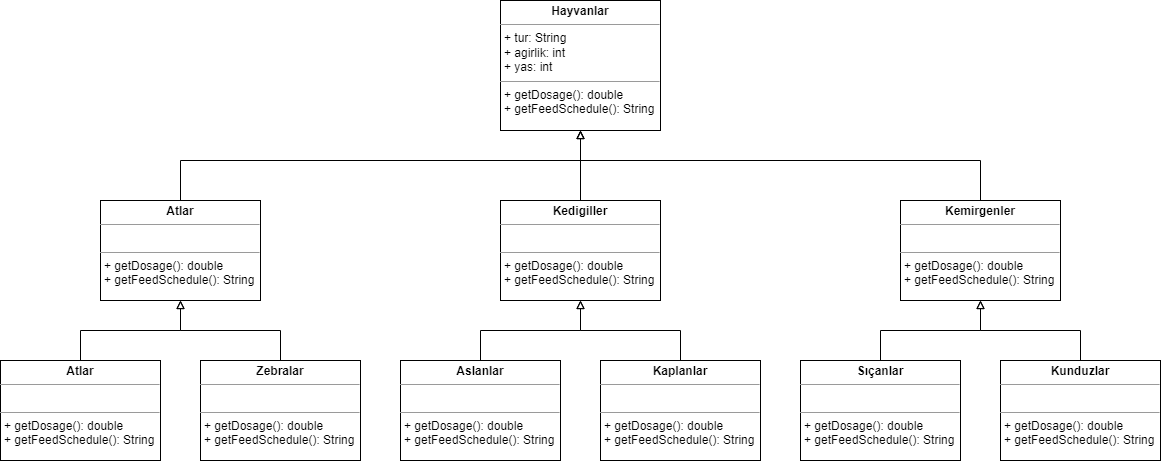 Hayvanlar
+ tur: String
+ agirlik: int
+ yas: int
+ getDosage(): double
+ getFeedSchedule(): String
Atlar
+ getDosage(): double
+ getFeedSchedule(): String
Kedigiller
+ getDosage(): double
+ getFeedSchedule(): String
Kemirgenler
+ getDosage(): double
+ getFeedSchedule(): String
Atlar
+ getDosage(): double
+ getFeedSchedule(): String
Zebralar
+ getDosage(): double
+ getFeedSchedule(): String
Aslanlar
+ getDosage(): double
+ getFeedSchedule(): String
Kaplanlar
+ getDosage(): double
+ getFeedSchedule(): String
Sıçanlar
+ getDosage(): double
+ getFeedSchedule(): String
Kunduzlar
+ getDosage(): double
+ getFeedSchedule(): String